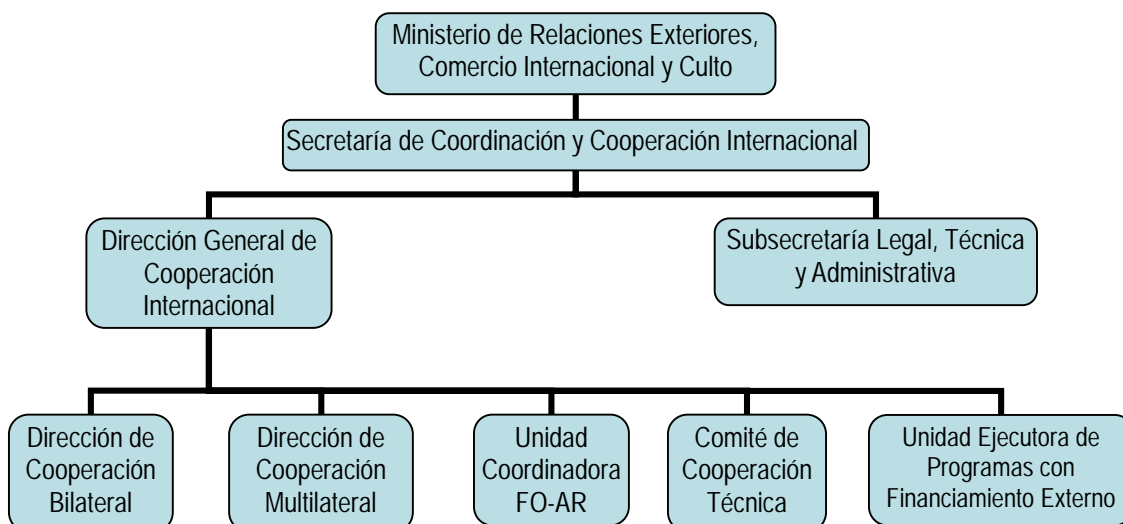 Ministerio de Relaciones Exteriores,
Comercio Internacional y Culto
Secretaría de Coordinación y Cooperación Internacional
Dirección General de
Cooperación
Internacional
Subsecretaría Legal, Técnica
y Administrativa
Dirección de
Cooperación
Bilateral
Dirección de
Cooperación
Multilateral
Unidad
Coordinadora
FO-AR
Comité de
Cooperación
Técnica
Unidad Ejecutora de
Programas con
Financiamiento Externo